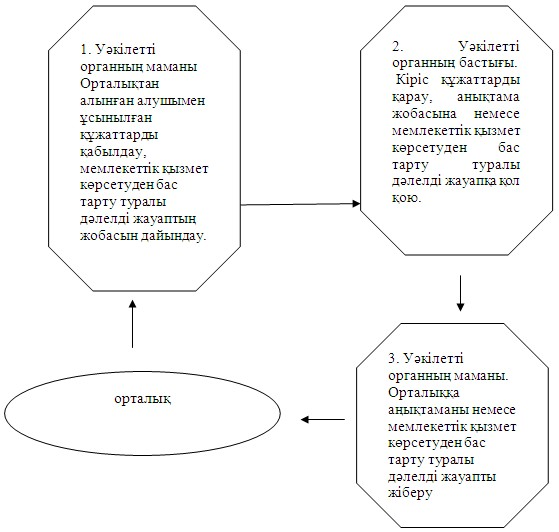 1. Уәкілетті
органның маманы
Орталықтан
алынған алушымен
ұсынылған
құжаттарды
қабылдау,
мемлекеттік қызмет
көрсетуден бас
тарту туралы
дәлелді жауаптың
жобасын дайындау.
2. Уәкілетті
органның бастығы.
Кіріс құжаттарды
қарау, анықтама
жобасына немесе
мемлекеттік қызмет
көрсетуден бас
тарту туралы
дәлелді жауапқа қол
қою.
3. Уәкілетті
органның маманы.
Орталыққа
аңықтаманы немесе
мемлекеттік қызмет
көрсетуден бас
тарту туралы
дәлелді жауапты
жіберу
орталық